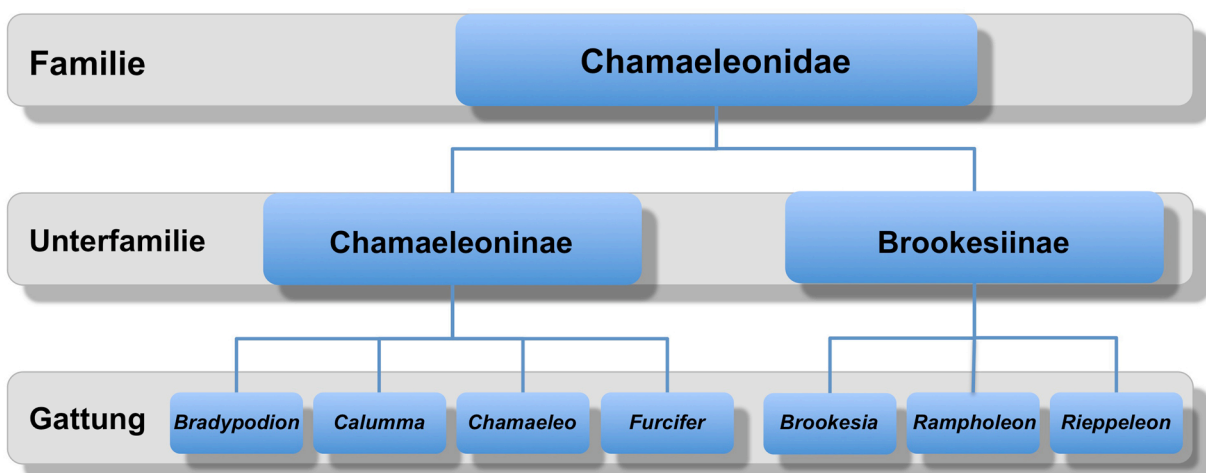 Familie
Chamaeleonidae
Unterfamilie
Chamaeleoninae
Brookesiinae
Gattung
Bradypodion
Calumma
Chamaeleo
Furcifer
Brookesia
Rampholeon
Rieppeleon